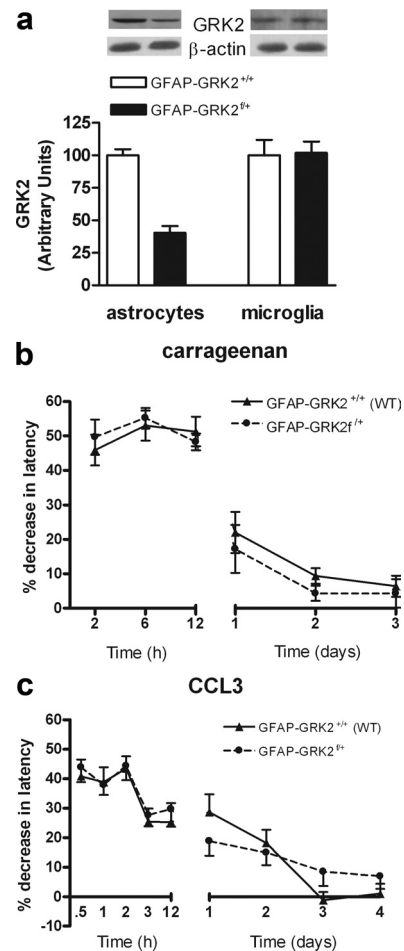 a
GRK2
β-actin
GFAP-GRK2+/+
GFAP-GRK2f/+
125
100
75
50
25
0
GRK2
(Arbitrary Units)
astrocytes microglia
b
carrageenan
GFAP-GRK2+/+ (WT)
GFAP-GRK2f/+
60
50
40
30
20
10
0
% decrease in latency
2 6 12 1 2 3
Time (h) Time (days)
c
CCL3
GFAP-GRK2+/+ (WT)
GFAP-GRK2f/+
60
50
40
30
20
10
0
-10
% decrease in latency
.5 1 2 3 12 1 2 3 4
Time (h) Time (days)